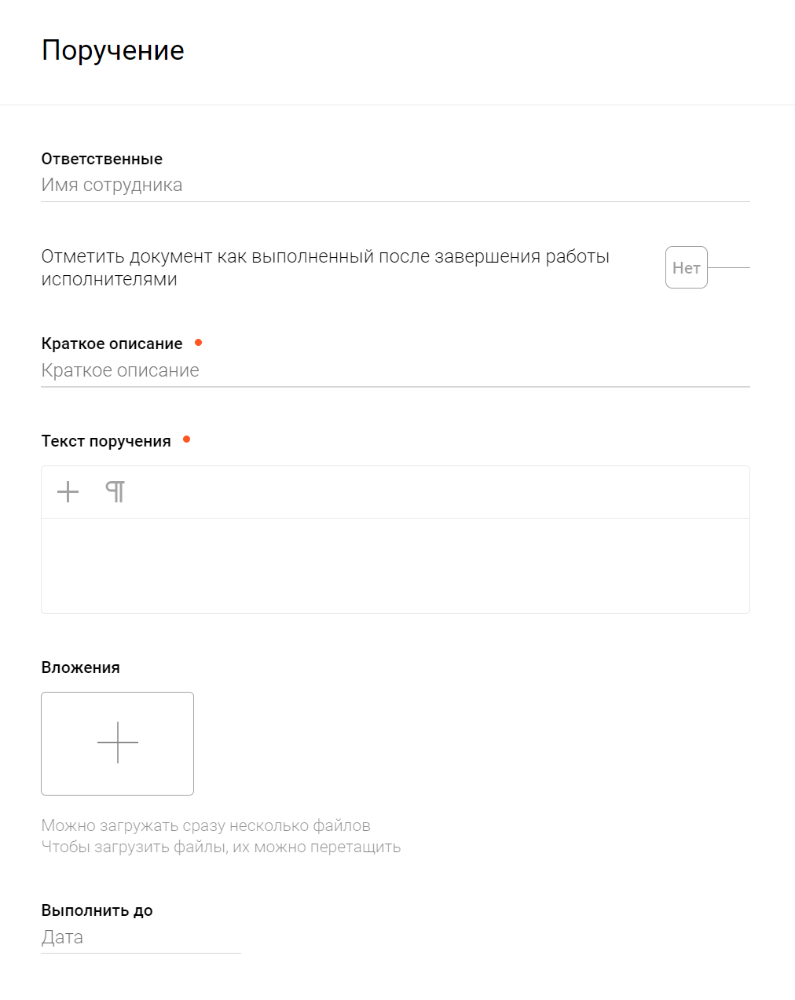 Поручение
Ответственные
Имя сотрудника
Отметить документ как выполненный после завершения работы
исполнителями
Нет
Краткое описание
Краткое описание
Текст поручения
Вложения
Можно загружать сразу несколько файлов
Чтобы загрузить файлы, их можно перетащить
Выполнить до
Дата